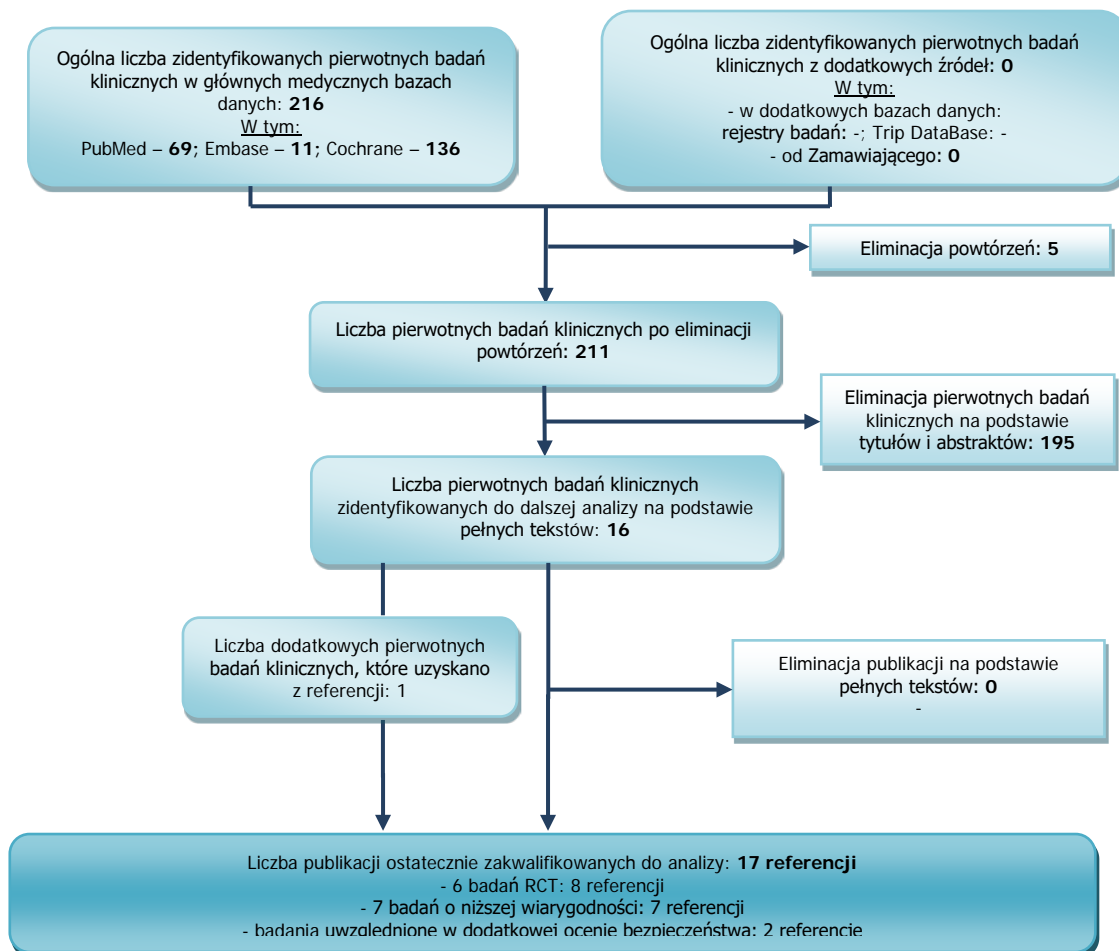 Ogólna liczba zidentyfikowanych pierwotnych badań
klinicznych w głównych medycznych bazach
danych: 216
W tym:
PubMed – 69; Embase – 11; Cochrane – 136
Ogólna liczba zidentyfikowanych pierwotnych badań
klinicznych z dodatkowych źródeł: 0
W tym:
- w dodatkowych bazach danych:
rejestry badań: -; Trip DataBase: -
- od Zamawiającego: 0
Eliminacja powtórzeń: 5
Liczba pierwotnych badań klinicznych po eliminacji
powtórzeń: 211
Eliminacja pierwotnych badań
klinicznych na podstawie
tytułów i abstraktów: 195
Liczba pierwotnych badań klinicznych
zidentyfikowanych do dalszej analizy na podstawie
pełnych tekstów: 16
Liczba dodatkowych pierwotnych
badań klinicznych, które uzyskano
z referencji: 1
Eliminacja publikacji na podstawie
pełnych tekstów: 0
-
Liczba publikacji ostatecznie zakwalifikowanych do analizy: 17 referencji
- 6 badań RCT: 8 referencji
- 7 badań o niższej wiarygodności: 7 referencji
- badania uwzględnione w dodatkowej ocenie bezpieczeństwa: 2 referencje